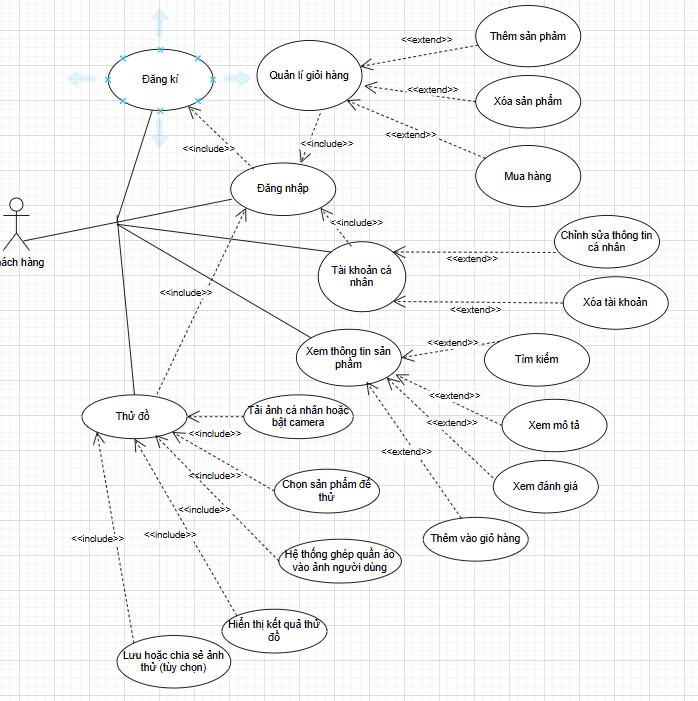 Thêm sản phẩm
<<extend>>
Đăng kí
Quản lí giỏi hàng
<<extend>>
Xóa sản phẩm
<<extend>>
<<include>>
<<include>>
Mua hàng
Đăng nhập
<<include>>
Chỉnh sửa thông tin
cá nhân
ách hàng
<<extend>>
Tài khoản cá
nhân
<<include>>
Xóa tài khoản
<<extend>>
Xem thông tin sản
phẩm
<<extend>>
Tìm kiếm
<<extend>>
Thử đồ
Tải ảnh cá nhân hoặc
bật camera
<<extend>>
Xem mô tả
<<include>>
<<extend>>
<<include>>
Chọn sản phẩm để
thử
Xem đánh giá
<<include>>
<<include>>
<<include>>
Thêm vào giỏ hàng
Hệ thống ghép quần áo
vào ảnh người dùng
Hiển thị kết quả thử
đồ
Lưu hoặc chia sẻ ảnh
thử (tùy chọn)